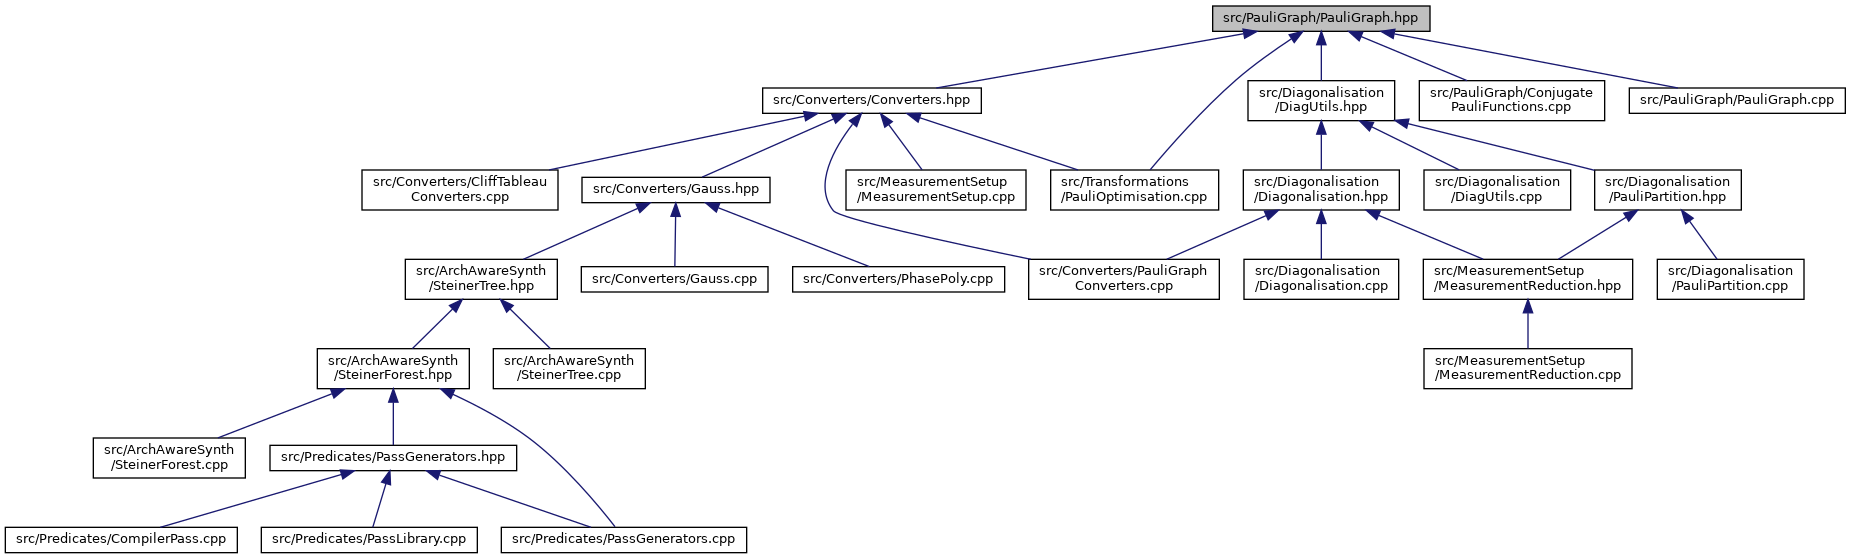 src/PauliGraph/PauliGraph.hpp
src/Converters/Converters.hpp
src/Diagonalisation
/DiagUtils.hpp
src/PauliGraph/Conjugate
PauliFunctions.cpp
src/PauliGraph/PauliGraph.cpp
src/Converters/CliffTableau
Converters.cpp
src/Converters/Gauss.hpp
src/MeasurementSetup
/MeasurementSetup.cpp
src/Transformations
/PauliOptimisation.cpp
src/Diagonalisation
/Diagonalisation.hpp
src/Diagonalisation
/DiagUtils.cpp
src/Diagonalisation
/PauliPartition.hpp
src/ArchAwareSynth
/SteinerTree.hpp
src/Converters/Gauss.cpp
src/Converters/PhasePoly.cpp
src/Converters/PauliGraph
Converters.cpp
src/Diagonalisation
/Diagonalisation.cpp
src/MeasurementSetup
/MeasurementReduction.hpp
src/Diagonalisation
/PauliPartition.cpp
src/ArchAwareSynth
/SteinerForest.hpp
src/ArchAwareSynth
/SteinerTree.cpp
src/MeasurementSetup
/MeasurementReduction.cpp
src/ArchAwareSynth
/SteinerForest.cpp
src/Predicates/PassGenerators.hpp
src/Predicates/CompilerPass.cpp
src/Predicates/PassLibrary.cpp
src/Predicates/PassGenerators.cpp